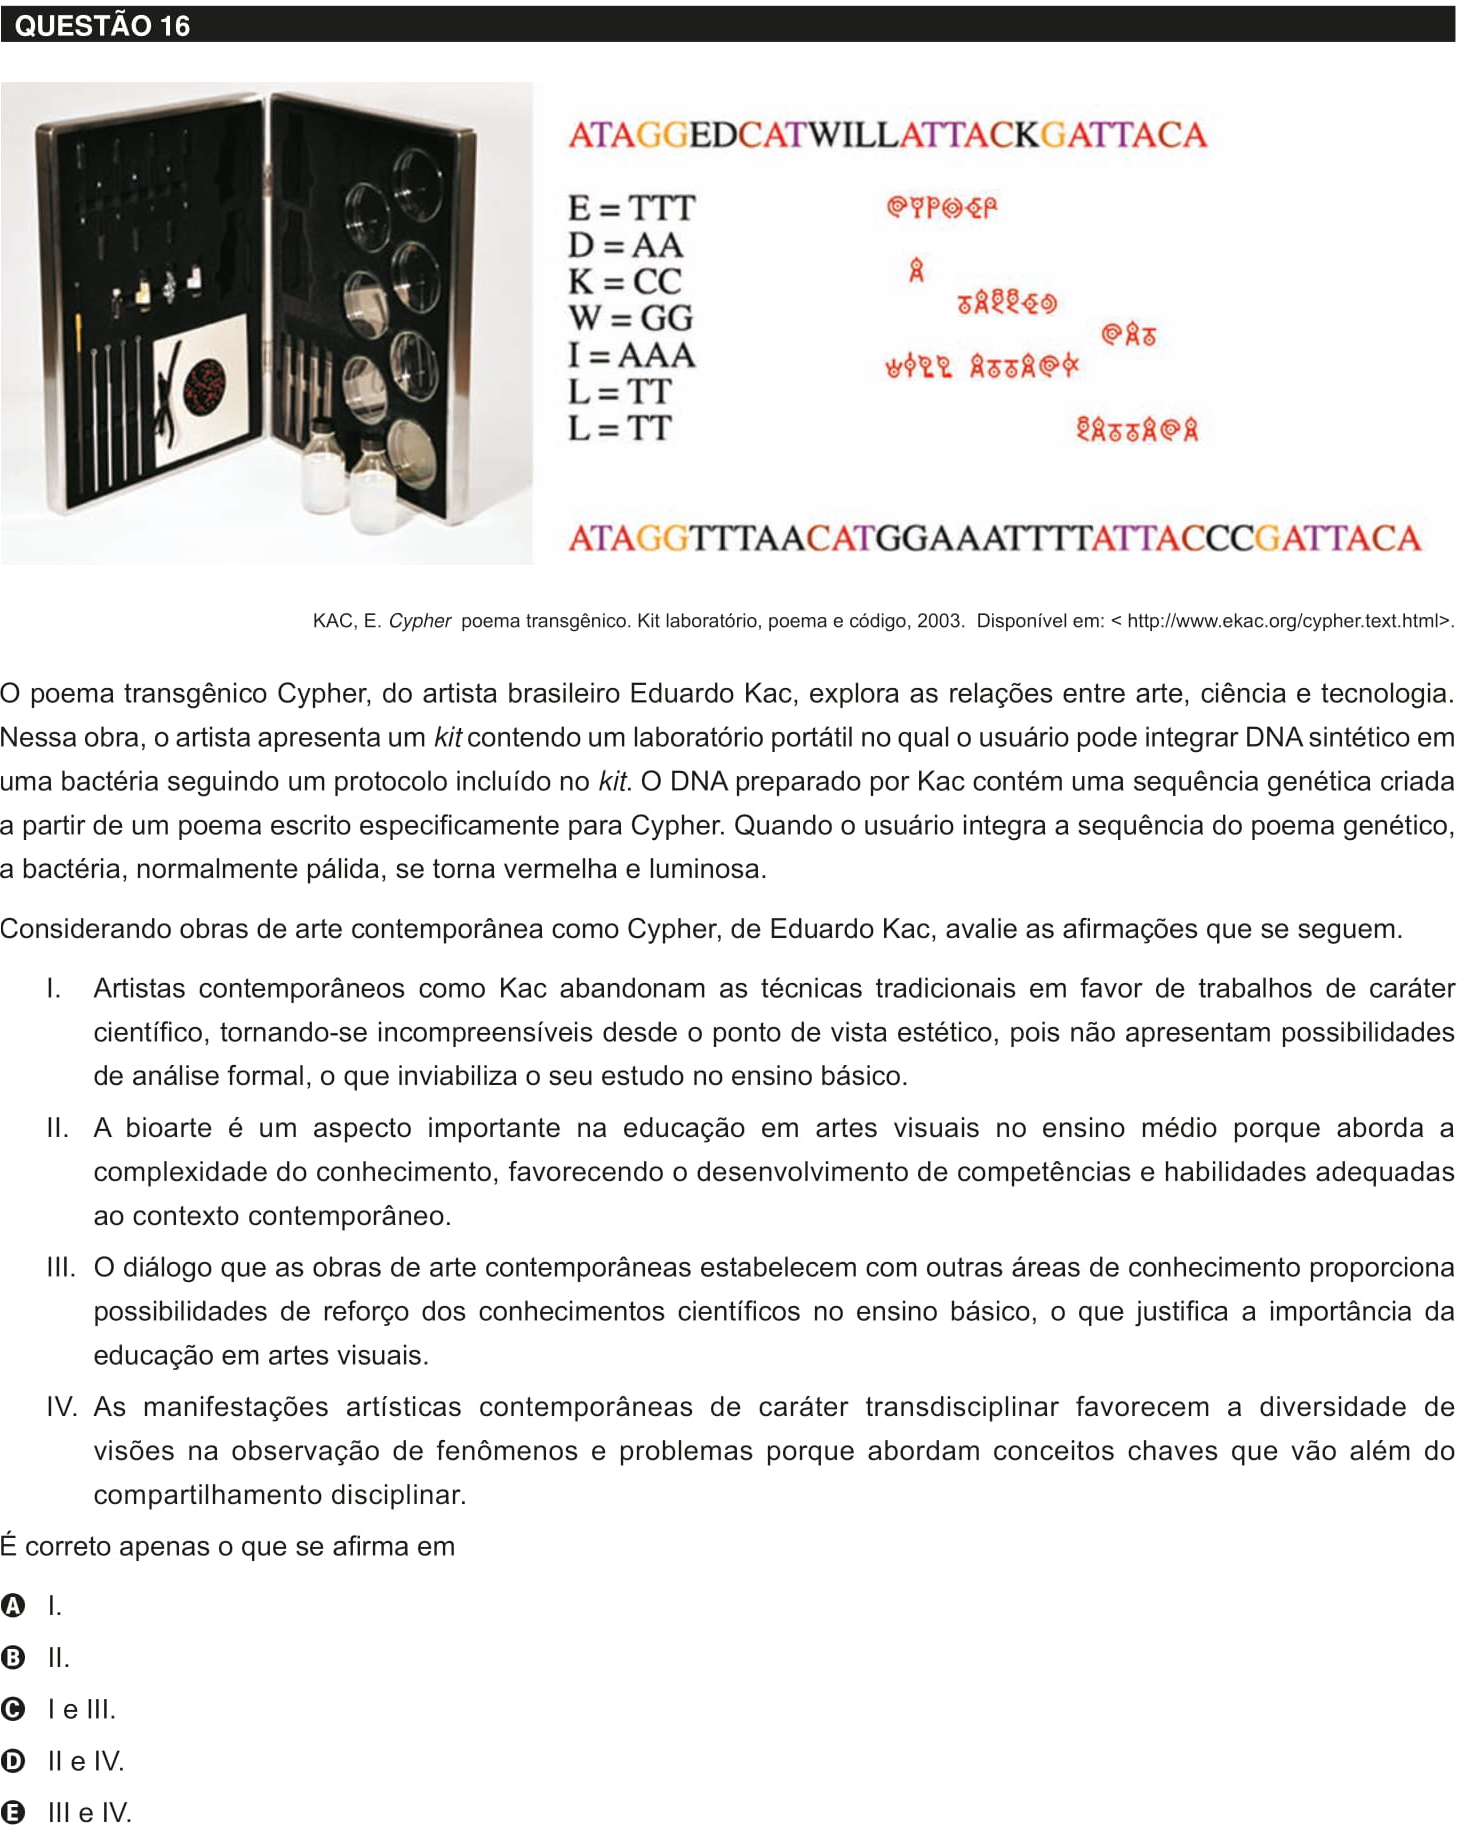 QUESTÃO 16
ATAGGEDCATWILLATTACKGATTACA
E = TTT
D = AA
K = CC
W = GG
I = AAA
L = TT
L = TT
ATAGGTTTAACATGGAAATTTTATTACCCGATTACA
KAC, E. Cypher poema transgênico. Kit laboratório, poema e código, 2003. Disponível em: < http://www.ekac.org/cypher.text.html>.
O poema transgênico Cypher, do artista brasileiro Eduardo Kac, explora as relações entre arte, ciência e tecnologia.
Nessa obra, o artista apresenta um kit contendo um laboratório portátil no qual o usuário pode integrar DNA sintético em
uma bactéria seguindo um protocolo incluído no kit. O DNA preparado por Kac contém uma sequência genética criada
a partir de um poema escrito especificamente para Cypher. Quando o usuário integra a sequência do poema genético,
a bactéria, normalmente pálida, se torna vermelha e luminosa.
Considerando obras de arte contemporânea como Cypher, de Eduardo Kac, avalie as afirmações que se seguem.
I. Artistas contemporâneos como Kac abandonam as técnicas tradicionais em favor de trabalhos de caráter
científico, tornando-se incompreensíveis desde o ponto de vista estético, pois não apresentam possibilidades
de análise formal, o que inviabiliza o seu estudo no ensino básico.
II. A bioarte é um aspecto importante na educação em artes visuais no ensino médio porque aborda a
complexidade do conhecimento, favorecendo o desenvolvimento de competências e habilidades adequadas
ao contexto contemporâneo.
III. O diálogo que as obras de arte contemporâneas estabelecem com outras áreas de conhecimento proporciona
possibilidades de reforço dos conhecimentos científicos no ensino básico, o que justifica a importância da
educação em artes visuais.
IV. As manifestações artísticas contemporâneas de caráter transdisciplinar favorecem a diversidade de
visões na observação de fenômenos e problemas porque abordam conceitos chaves que vão além do
compartilhamento disciplinar.
É correto apenas o que se afirma em
A I.
B II.
C I e III.
D II e IV.
E III e IV.